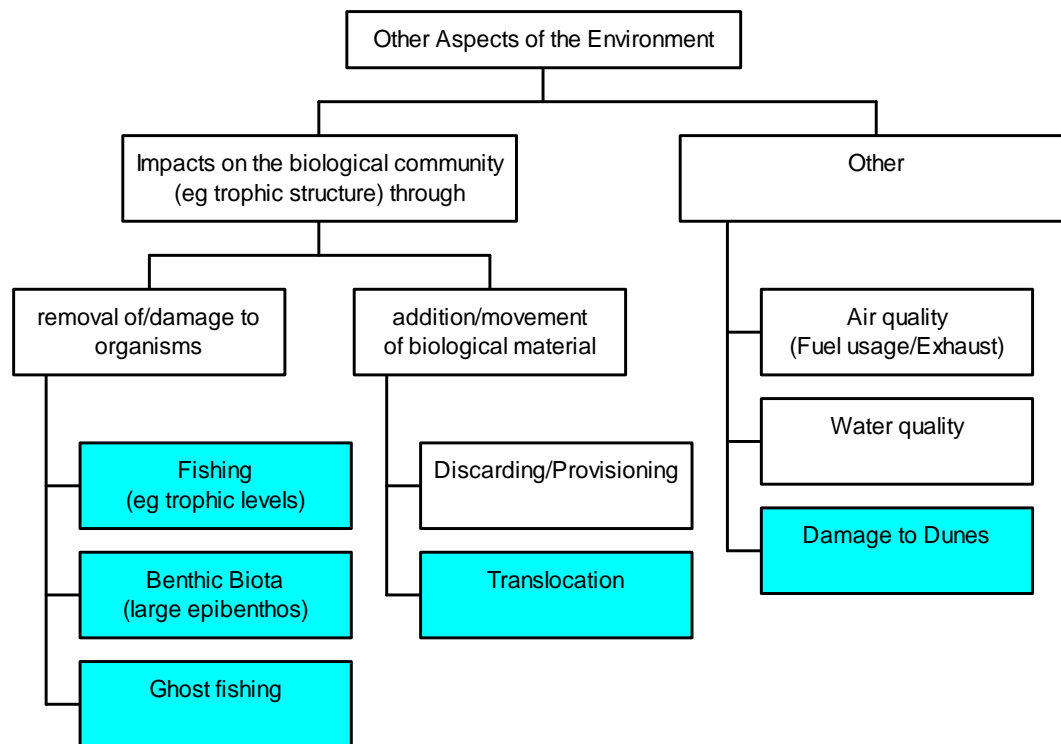 Other Aspects of the Environment
Impacts on the biological community
(eg trophic structure) through
Other
removal of/damage to
organisms
addition/movement
of biological material
Air quality
(Fuel usage/Exhaust)
Water quality
Damage to Dunes
Fishing
(eg trophic levels)
Benthic Biota
(large epibenthos)
Ghost fishing
Discarding/Provisioning
Translocation